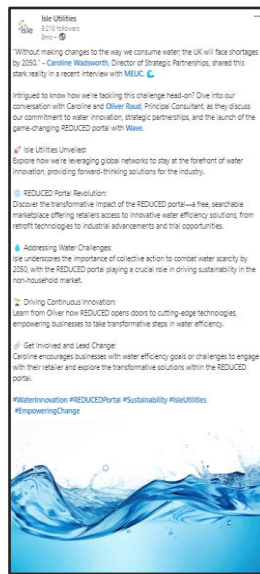 Isle Utilities
9,218 followers
8mo •
isle
"Without making changes to the way we consume water; the UK will face shortages
by 2050." - Caroline Wadsworth, Director of Strategic Partnerships, shared this
stark reality in a recent interview with MEUC. 🌊
Intrigued to know how we're tackling this challenge head-on? Dive into our
conversation with Caroline and Oliver Raud, Principal Consultant, as they discuss
our commitment to water innovation, strategic partnerships, and the launch of the
game-changing REDUCED portal with Wave.
🚀 Isle Utilities Unveiled:
Explore how we're leveraging global networks to stay at the forefront of water
innovation, providing forward-thinking solutions for the industry.
🌐 REDUCED Portal Revolution:
Discover the transformative impact of the REDUCED portal—a free, searchable
marketplace offering retailers access to innovative water efficiency solutions, from
retrofit technologies to industrial advancements and trial opportunities.
💧 Addressing Water Challenges:
Isle underscores the importance of collective action to combat water scarcity by
2050, with the REDUCED portal playing a crucial role in driving sustainability in the
non-household market.
🌱 Driving Continuous Innovation:
Learn from Oliver how REDUCED opens doors to cutting-edge technologies,
empowering businesses to take transformative steps in water efficiency.
🔗 Get Involved and Lead Change:
Caroline encourages businesses with water efficiency goals or challenges to engage
with their retailer and explore the transformative solutions within the REDUCED
portal.
#WaterInnovation #REDUCEDPortal #Sustainability #IsleUtilities
#EmpoweringChange